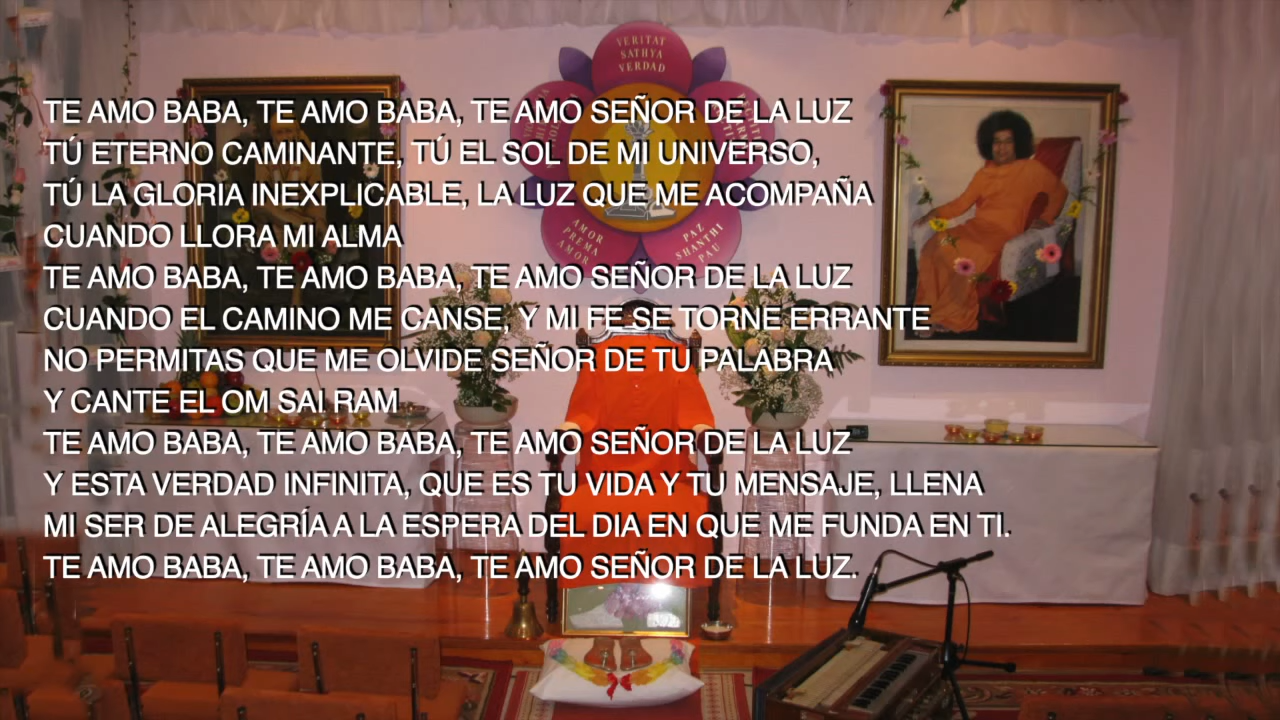 VERITAT
SATHYA
VERDAD
TE AMO BABA, TE AMO BABA, TE AMO SEÑOR DE LA LUZ
TÚ ETERNO CAMINANTE, TÚ EL SOL DE MI UNIVERSO,
TÚ LA GLORIA INEXPLICABLE, LA LUZ QUE ME ACOMPAÑA
CUANDO LLORA MI ALMA
AMOR
PREMA
AMOR
PAZ
SHANTHI
PAU
TE AMO BABA, TE AMO BABA, TE AMO SEÑOR DE LA LUZ
CUANDO EL CAMINO ME CANSE, Y MI FE SE TORNE ERRANTE
NO PERMITAS QUE ME OLVIDE SEÑOR DE TU PALABRA
Y CANTE EL OM SAI RAM
TE AMO BABA, TE AMO BABA, TE AMO SEÑOR DE LA LUZ
Y ESTA VERDAD INFINITA, QUE ES TU VIDA Y TU MENSAJE, LLENA
MI SER DE ALEGRÍA A LA ESPERA DEL DIA EN QUE ME FUNDA EN TI.
TE AMO BABA, TE AMO BABA, TE AMO SEÑOR DE LA LUZ.